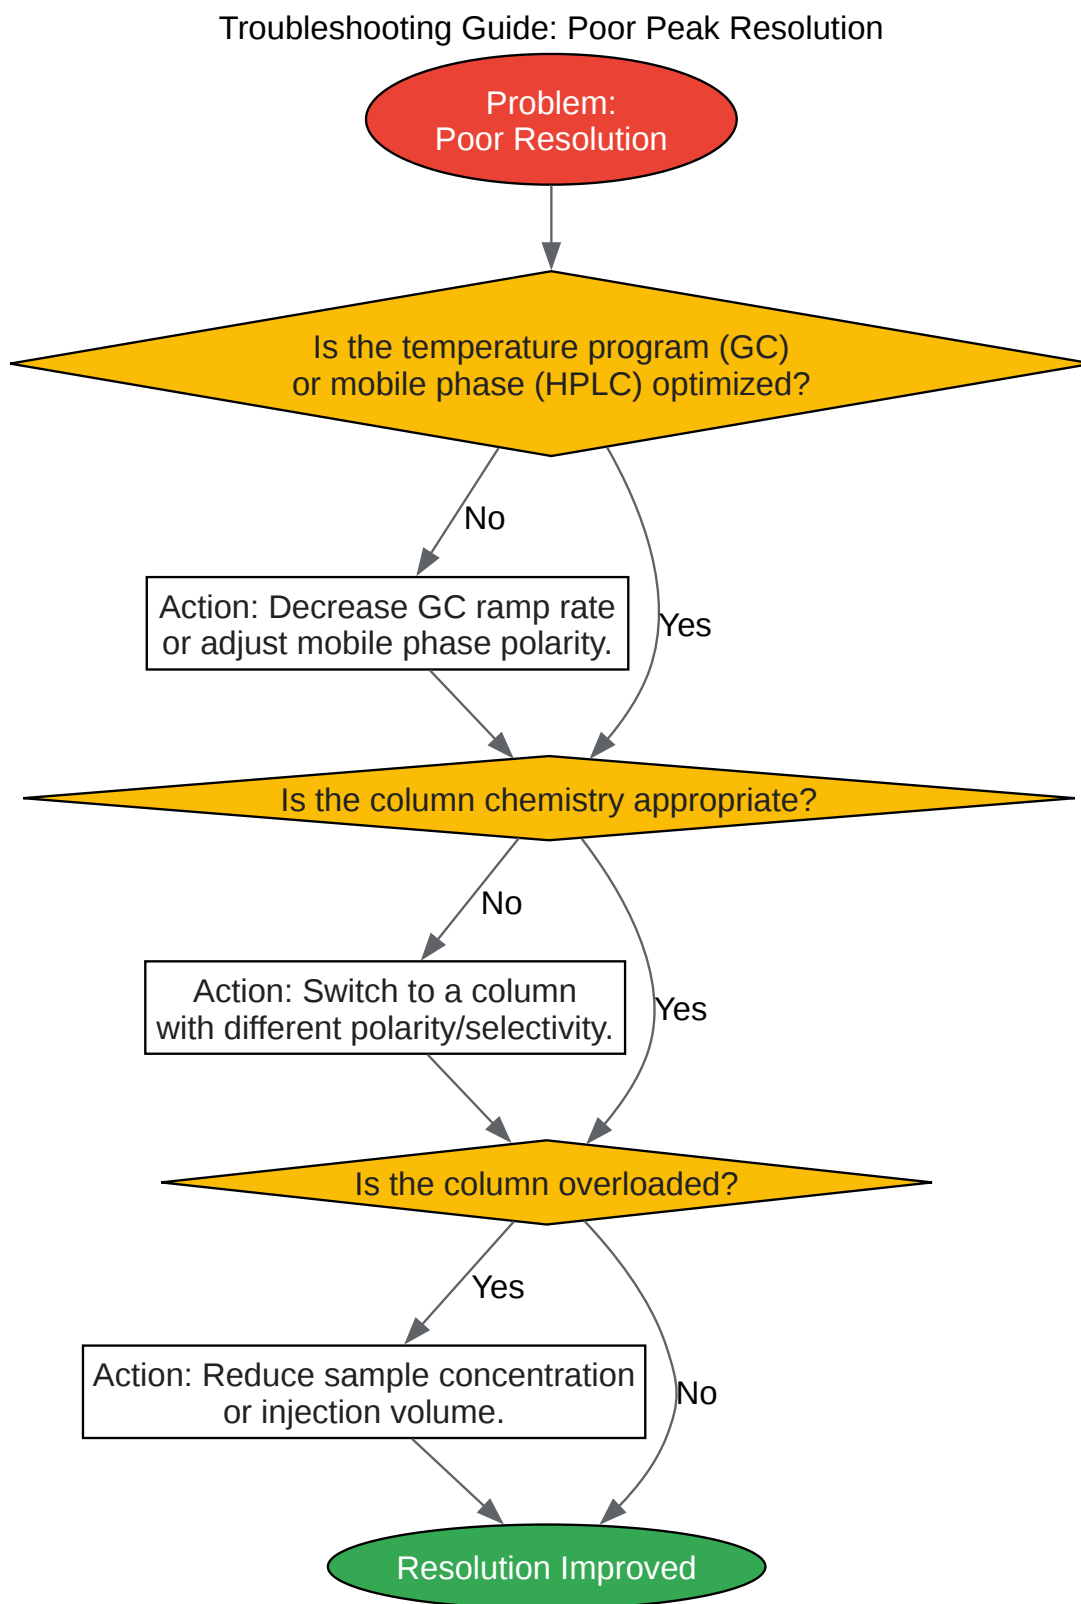 Troubleshooting Guide: Poor Peak Resolution
Problem:
Poor Resolution
Is the temperature program (GC)
or mobile phase (HPLC) optimized?
No
Action: Decrease GC ramp rate
or adjust mobile phase polarity.
Yes
Is the column chemistry appropriate?
No
Action: Switch to a column
with different polarity/selectivity.
Yes
Is the column overloaded?
Yes
Action: Reduce sample concentration
or injection volume.
No
Resolution Improved